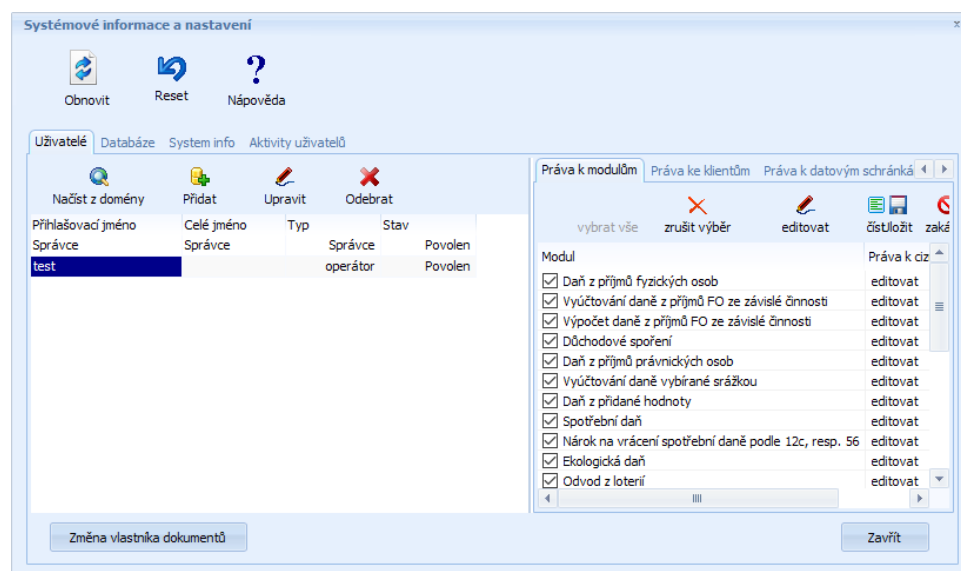 Systémové informace a nastavení
x
Obnovit Reset Nápověda
Uživatelé Databáze System info Aktivity uživatelů
Načíst z domény Přidat Upravit Odebrat
Přihlašovací jméno Celé jméno Typ Stav
Správce Správce Správce Povolen
test operátor Povolen
Práva k modulům Práva ke klientům Práva k datovým schránká
vybrat vše zrušit výběr editovat číst uložit zaká
Modul Práva k ciz
Daň z příjmů fyzických osob editovat
Vyúčtování daně z příjmů FO ze závislé činnosti editovat
Výpočet daně z příjmů FO ze závislé činnosti editovat
Důchodové spoření editovat
Daň z příjmů právnických osob editovat
Vyúčtování daně vybírané srážkou editovat
Daň z přidané hodnoty editovat
Spotřební daň editovat
Nárok na vrácení spotřební daně podle 12c, resp. 56 editovat
Ekologická daň editovat
Odvod z loterií editovat
Změna vlastníka dokumentů Zavřít